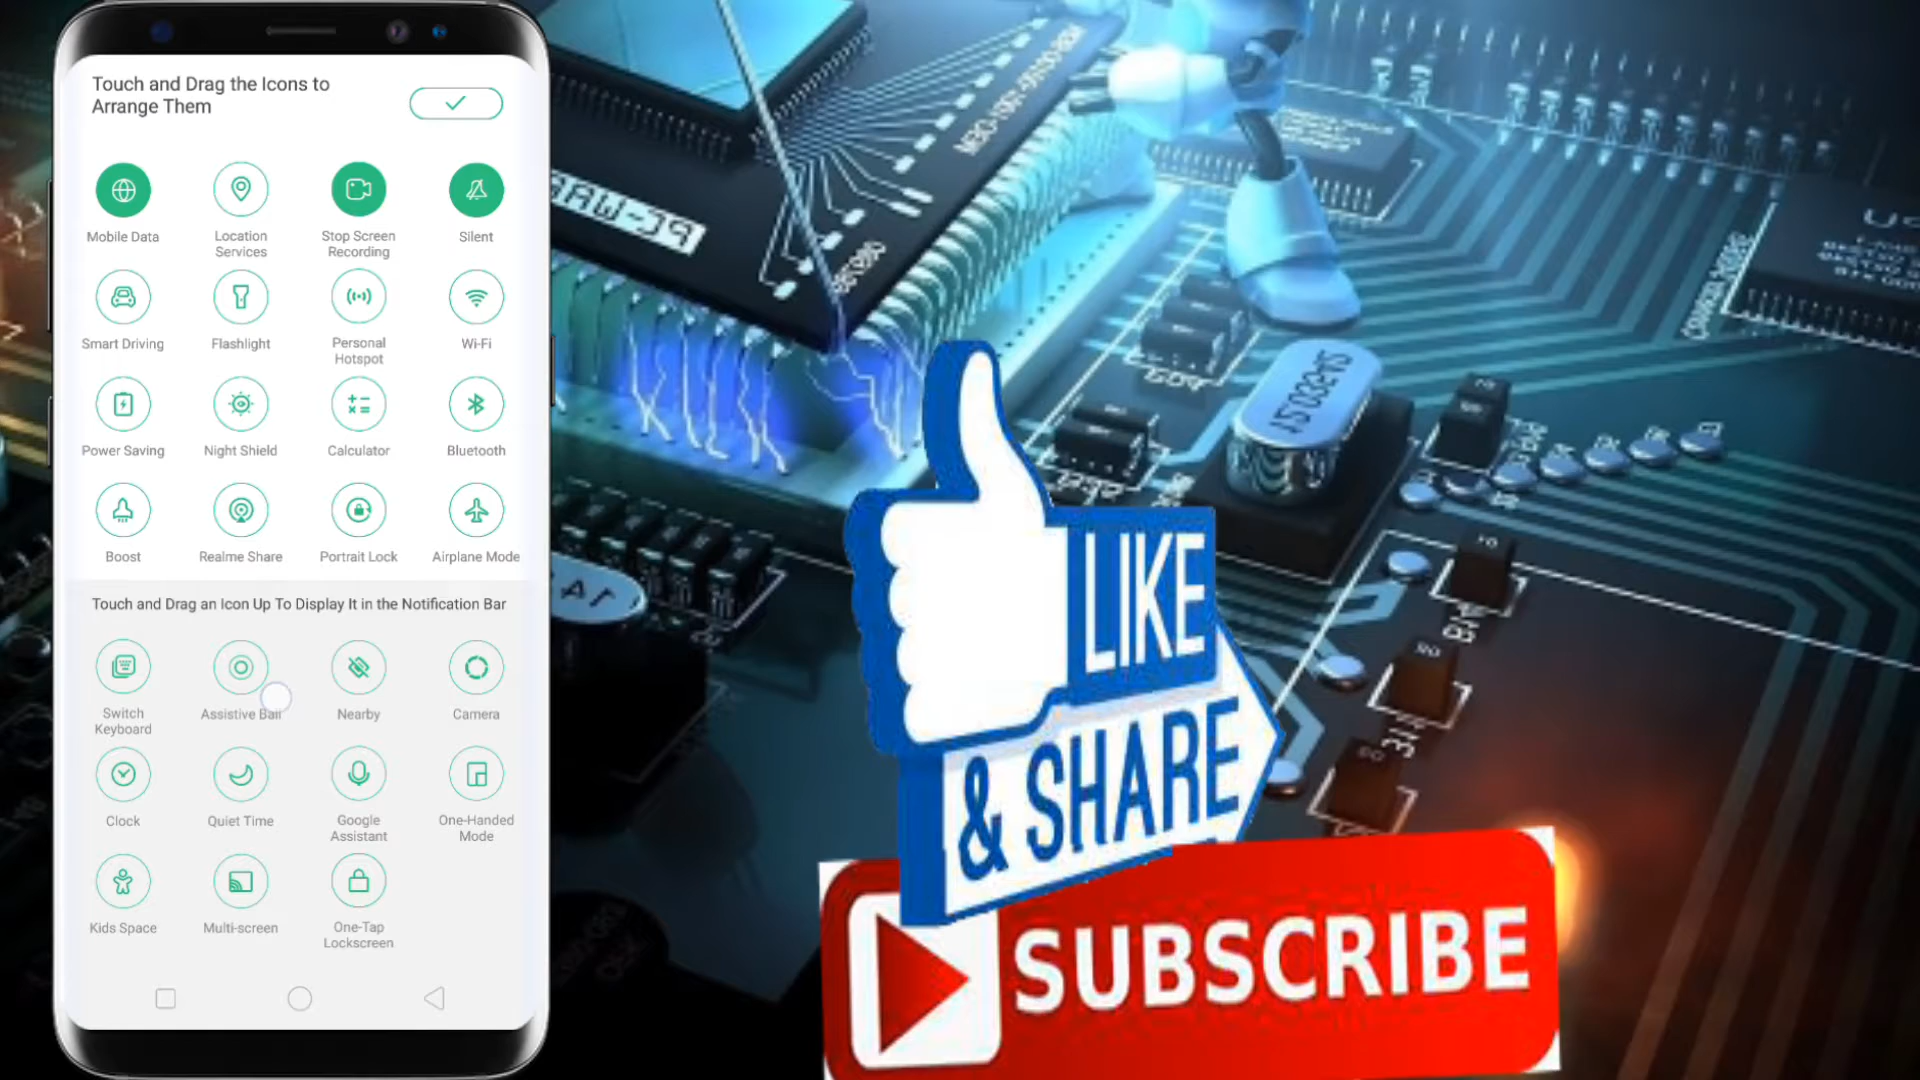 Touch and Drag the Icons to
Arrange Them
Mobile Data
Location
Services
Stop Screen
Recording
Silent
Smart Driving
Flashlight
Personal
Hotspot
Wi-Fi
Power Saving
Night Shield
Calculator
Bluetooth
Boost
Realme Share
Portrait Lock
Airplane Mode
Touch and Drag an Icon Up To Display It in the Notification Bar
Switch
Keyboard
Assistive Ball
Nearby
Camera
Clock
Quiet Time
Google
Assistant
One-Handed
Mode
Kids Space
Multi-screen
One-Tap
Lockscreen
LIKE
& SHARE
SUBSCRIBE